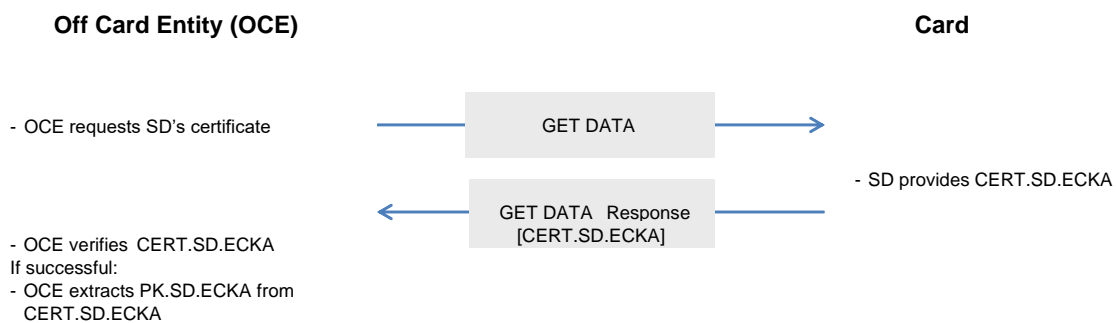 Off Card Entity (OCE)
Card
- OCE requests SD's certificate
GET DATA
- SD provides CERT.SD.ECKA
GET DATA Response
[CERT.SD.ECKA]
- OCE verifies CERT.SD.ECKA
If successful:
- OCE extracts PK.SD.ECKA from
CERT.SD.ECKA